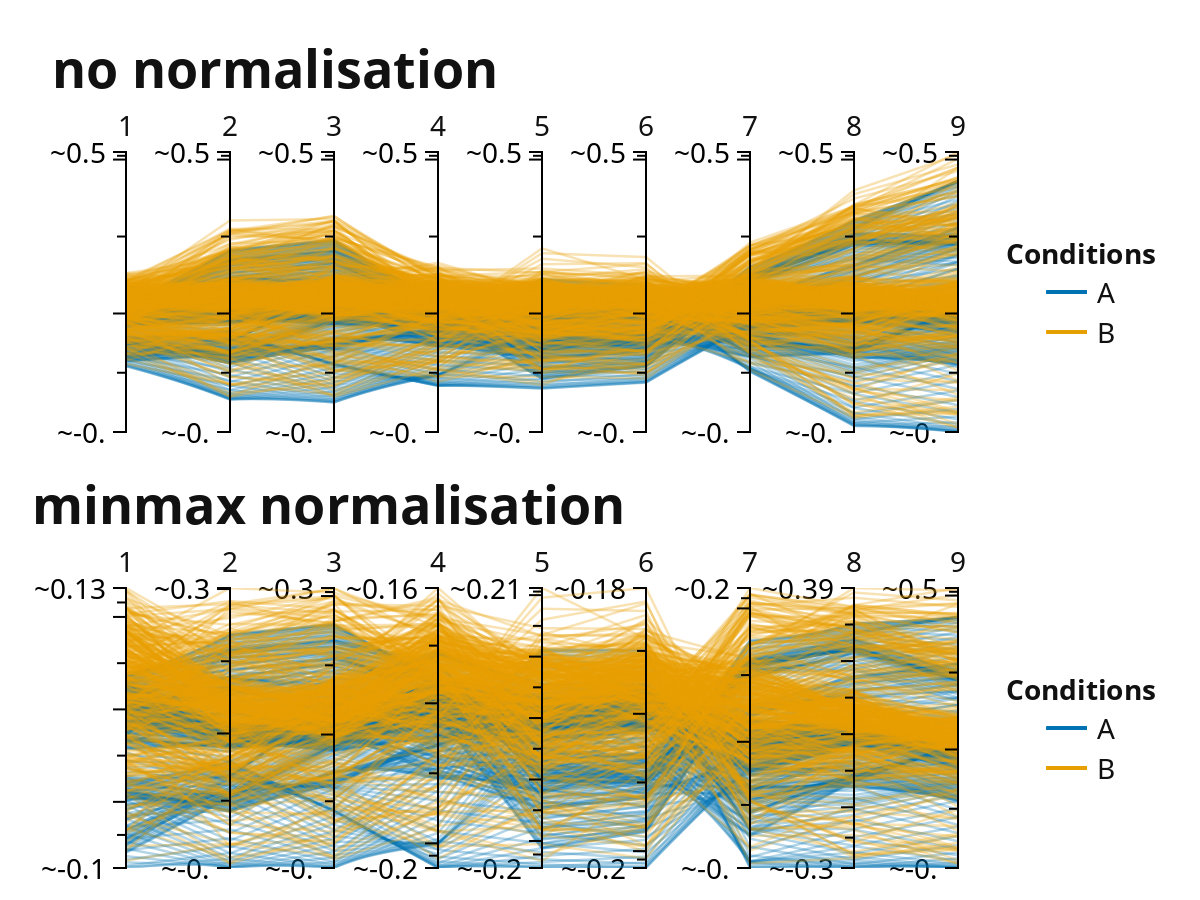 no normalisation
1 2 3 4 5 6 7 8 9
~0.5 ~0.5 ~0.5 ~0.5 ~0.5 ~0.5 ~0.5 ~0.5 ~0.5
Conditions
A
B
~-0. ~-0. ~-0. ~-0. ~-0. ~-0. ~-0. ~-0. ~-0.
minmax normalisation
1 2 3 4 5 6 7 8 9
~0.13 ~0.3 ~0.3 ~0.16 ~0.21 ~0.18 ~0.2 ~0.39 ~0.5
Conditions
A
B
~-0.1 ~-0. ~-0. ~-0.2 ~-0.2 ~-0.2 ~-0. ~-0.3 ~-0.